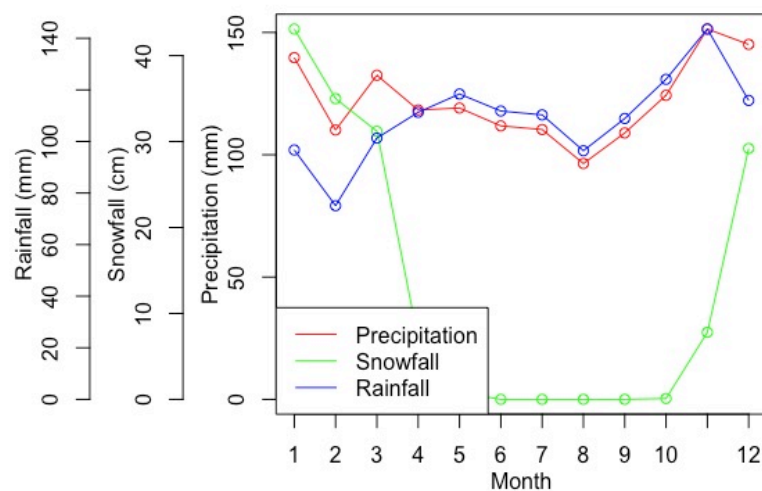 Rainfall (mm)
0 20 40 60 80 100 140
Snowfall (cm)
0 10 20 30 40
Precipitation (mm)
0 50 100 150
Precipitation
Snowfall
Rainfall
1 2 3 4 5 6 7 8 9 10 12
Month